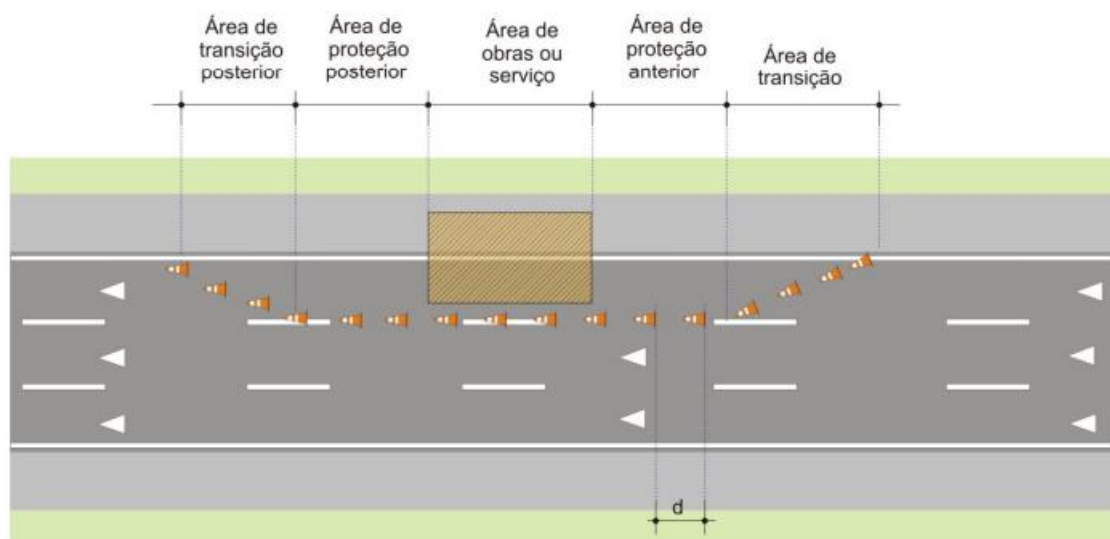 Área de
transição
posterior
Área de
proteção
posterior
Área de
obras ou
serviço
Área de
proteção
anterior
Área de
transição
d